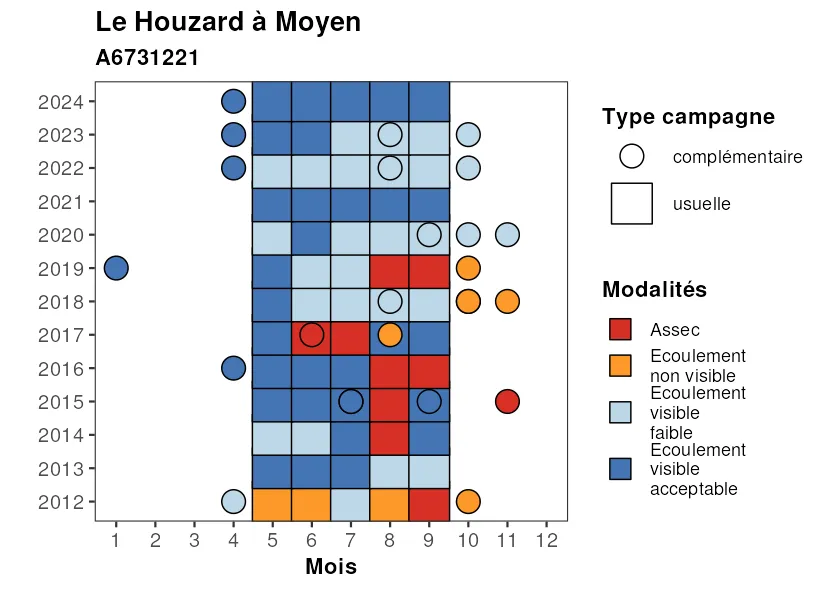 Le Houzard à Moyen
A6731221
2024
2023
2022
2021
2020
2019
2018
2017
2016
2015
2014
2013
2012
1 2 3 4 5 6 7 8 9 10 11 12
Mois
Type campagne
complémentaire
usuelle
Modalités
Assec
Ecoulement
non visible
Ecoulement
visible
faible
Ecoulement
visible
acceptable